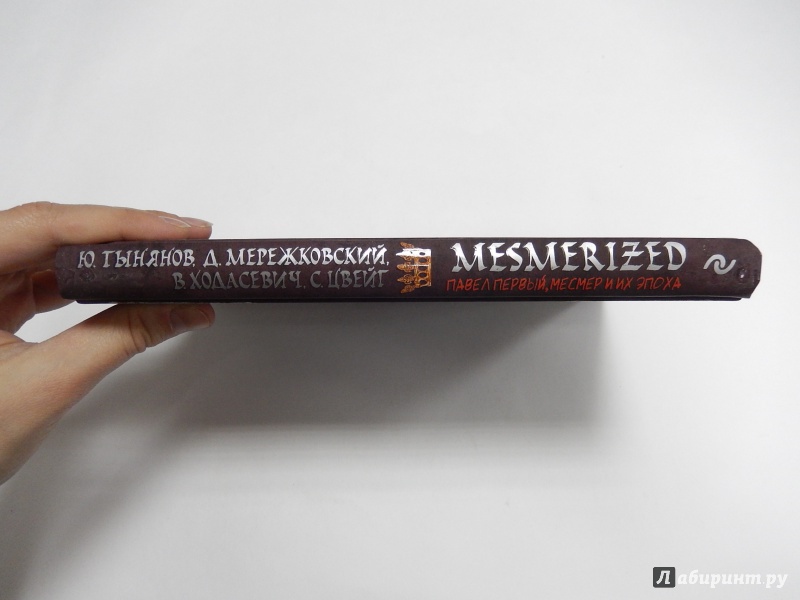 Ю. ТЫНЯНОВ, Д. МЕРЕЖКОВСКИЙ,
В. ХОДАСЕВИЧ, С. ЦВЕЙГ
MESMERIZED
ПАВЕЛ ПЕРВЫЙ, МЕСМЕР И ИХ ЭПОХА
Лабиринт.ру